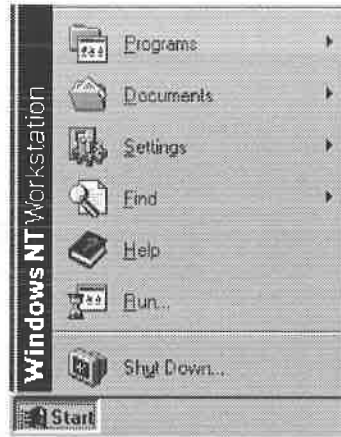 Programs
Documents
Settings
Find
Help
Run...
Shut Down...
Windows NT Workstation
Start